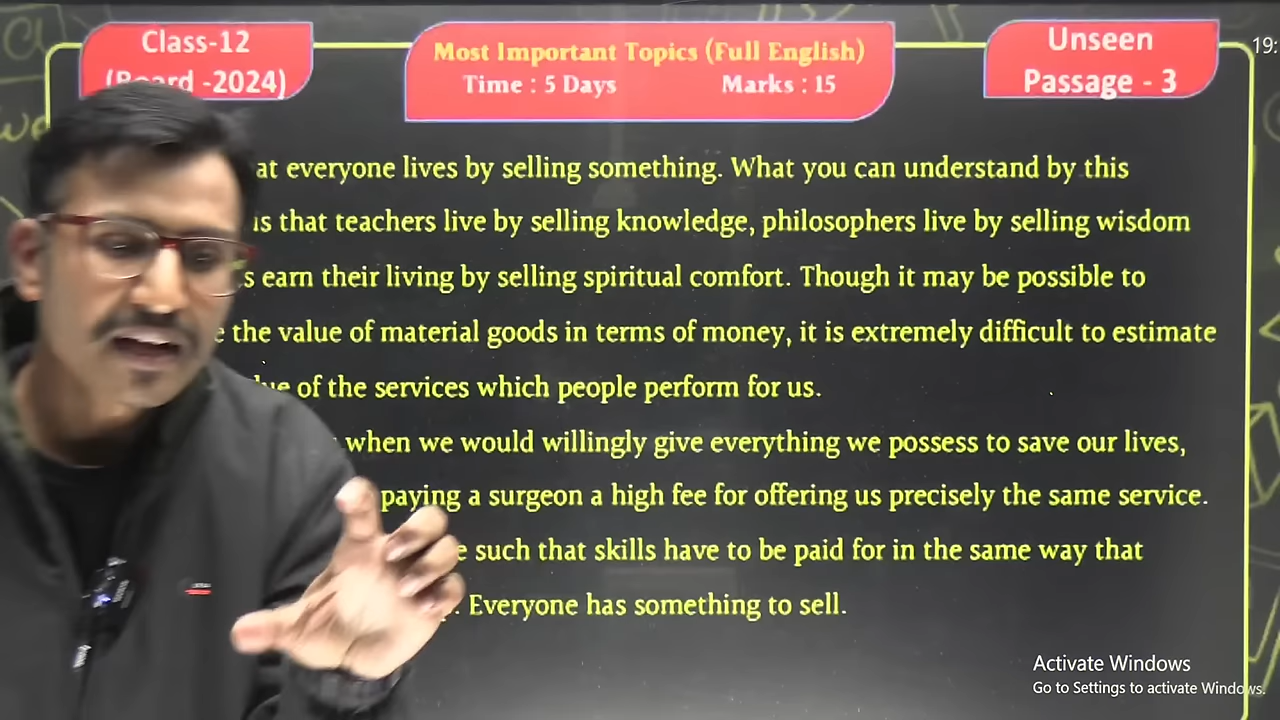 Class-12
(Board -2024)
Most Important Topics (Full English)
Time : 5 Days Marks : 15
Unseen
Passage - 3
19:
at everyone lives by selling something. What you can understand by this
is that teachers live by selling knowledge, philosophers live by selling wisdom
s earn their living by selling spiritual comfort. Though it may be possible to
e the value of material goods in terms of money, it is extremely difficult to estimate
of the services which people perform for us.
when we would willingly give everything we possess to save our lives,
paying a surgeon a high fee for offering us precisely the same service.
e such that skills have to be paid for in the same way that
. Everyone has something to sell.
Activate Windows
Go to Settings to activate Windows.